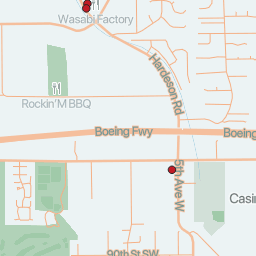 Wasabi Factory
Hardeson Rd
Rockin'M BBQ
Boeing Fwy
Boeing
5th Ave W
Casin
90th St SW